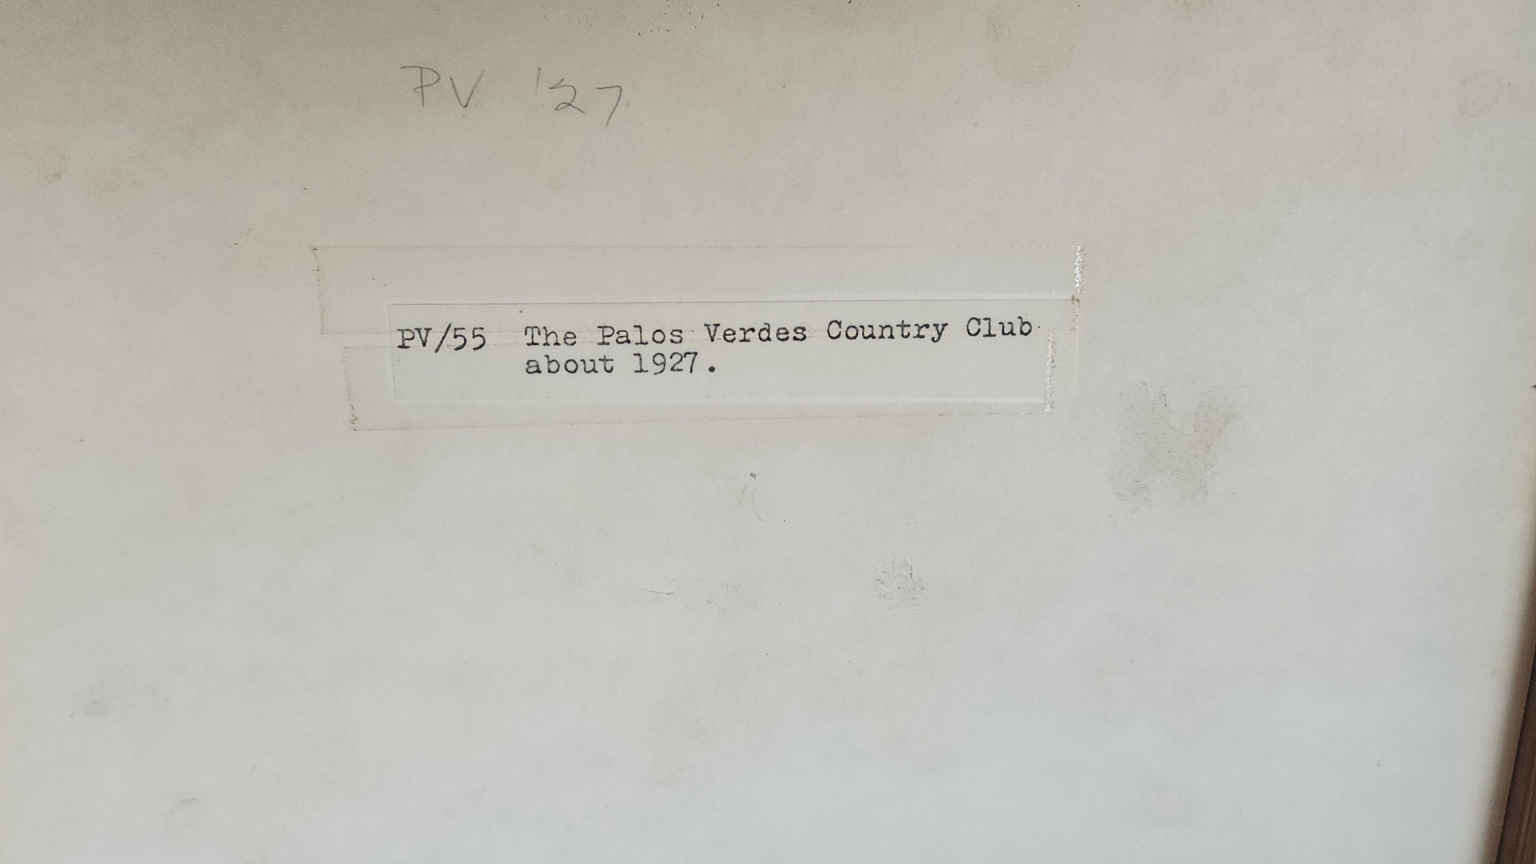 PV '27
PV/55 The Palos Verdes Country Club
about 1927.